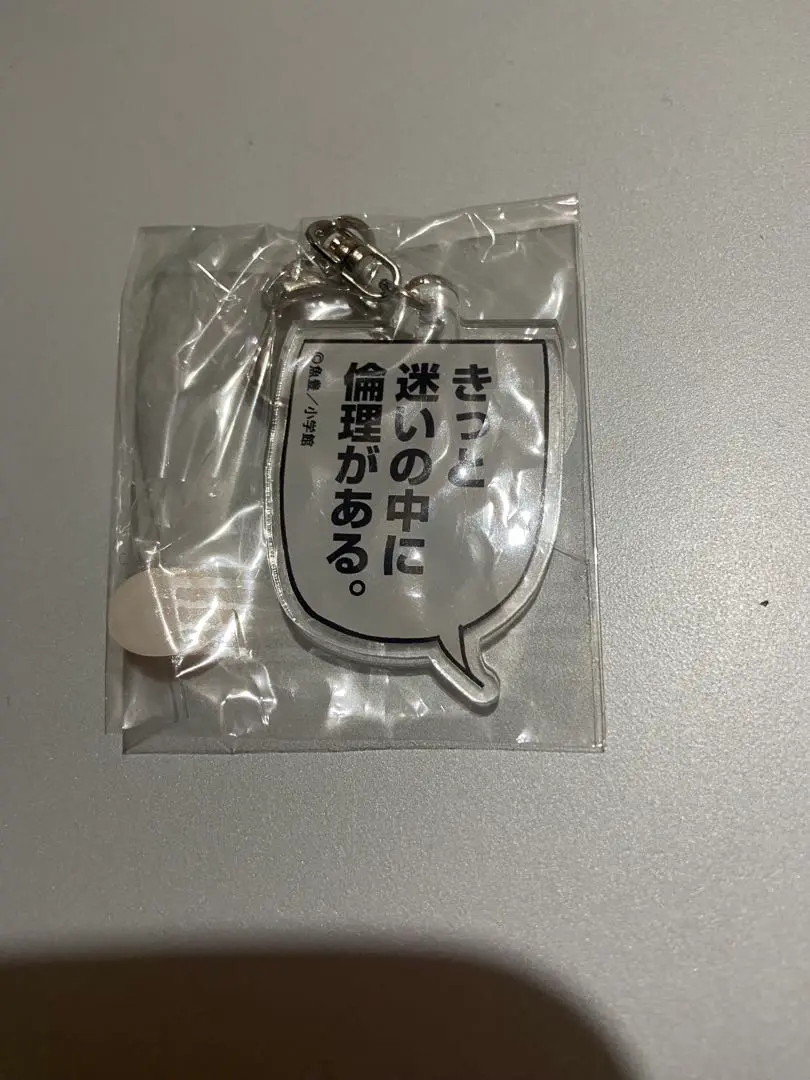 きっと
迷いの中に
倫理がある。
©魚豊/小学館